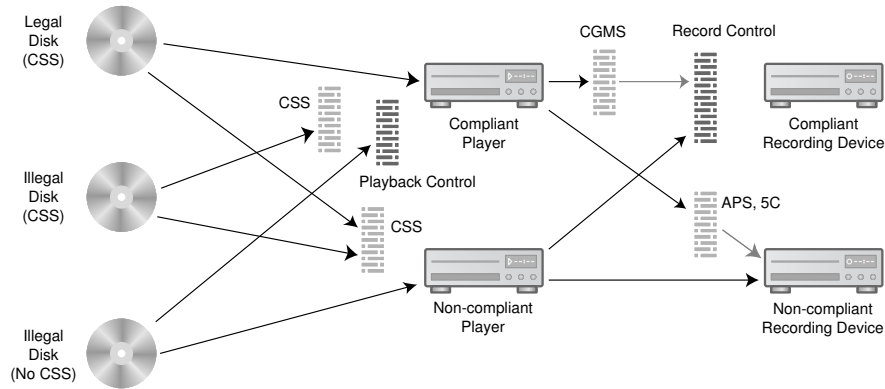 Legal
Disk
(CSS)
CGMS
Record Control
CSS
Compliant
Player
Compliant
Recording Device
Illegal
Disk
(CSS)
Playback Control
CSS
APS, 5C
Non-compliant
Player
Non-compliant
Recording Device
Illegal
Disk
(No CSS)